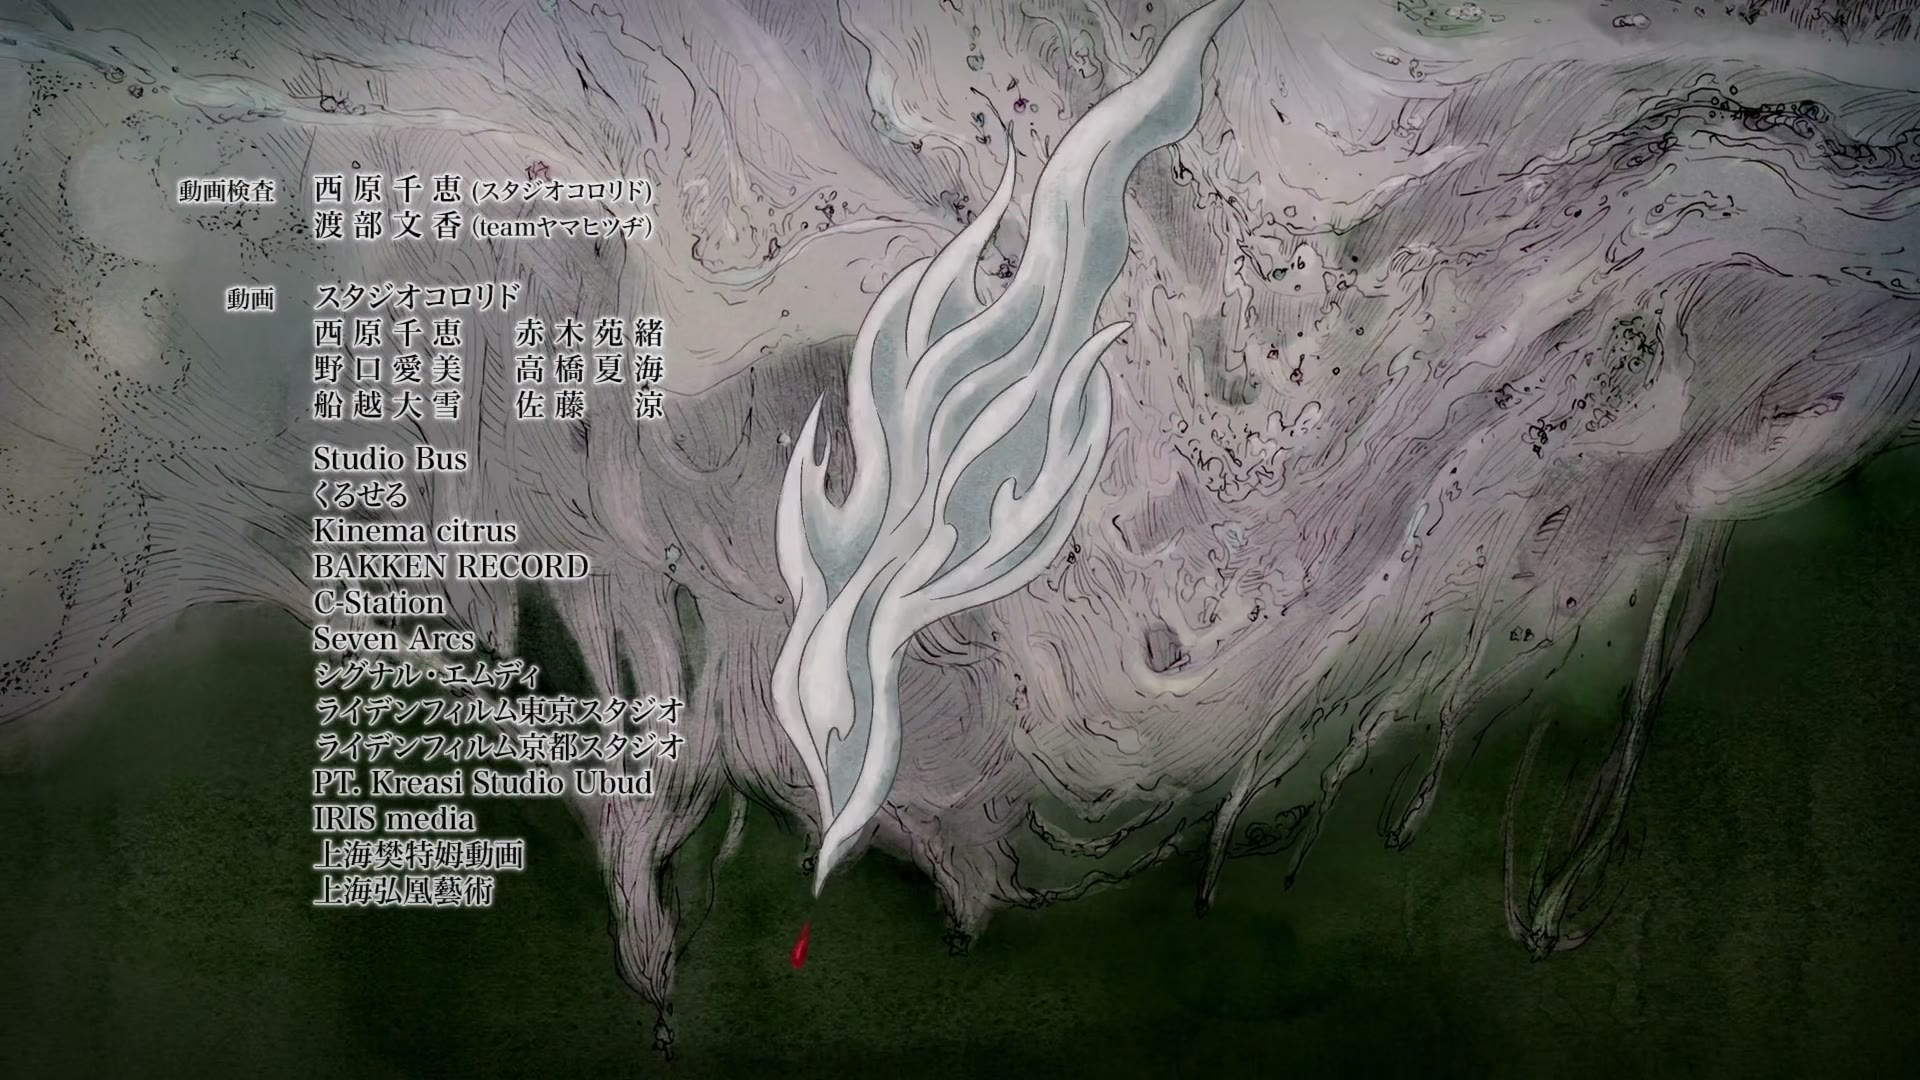 動画検査 西原千恵 (スタジオコロリド)
渡部文香 (teamヤマヒツヂ)
動画 スタジオコロリド
西原千恵 赤木苑緒
野口愛美 高橋夏海
船越大雪 佐藤 涼
Studio Bus
くるせる
Kinema citrus
BAKKEN RECORD
C-Station
Seven Arcs
シグナル・エムディ
ライデンフィルム東京スタジオ
ライデンフィルム京都スタジオ
PT. Kreasi Studio Ubud
IRIS media
上海樊特姆動画
上海弘凰藝術